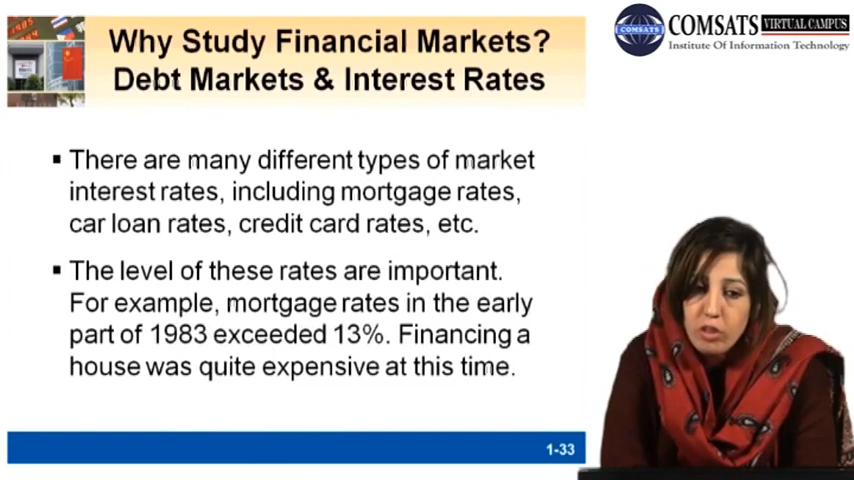 Why Study Financial Markets?
Debt Markets & Interest Rates
COMSATS VIRTUAL CAMPUS
Institute Of Information Technology
COMSATS
▪ There are many different types of market
interest rates, including mortgage rates,
car loan rates, credit card rates, etc.
▪ The level of these rates are important.
For example, mortgage rates in the early
part of 1983 exceeded 13%. Financing a
house was quite expensive at this time.
1-33